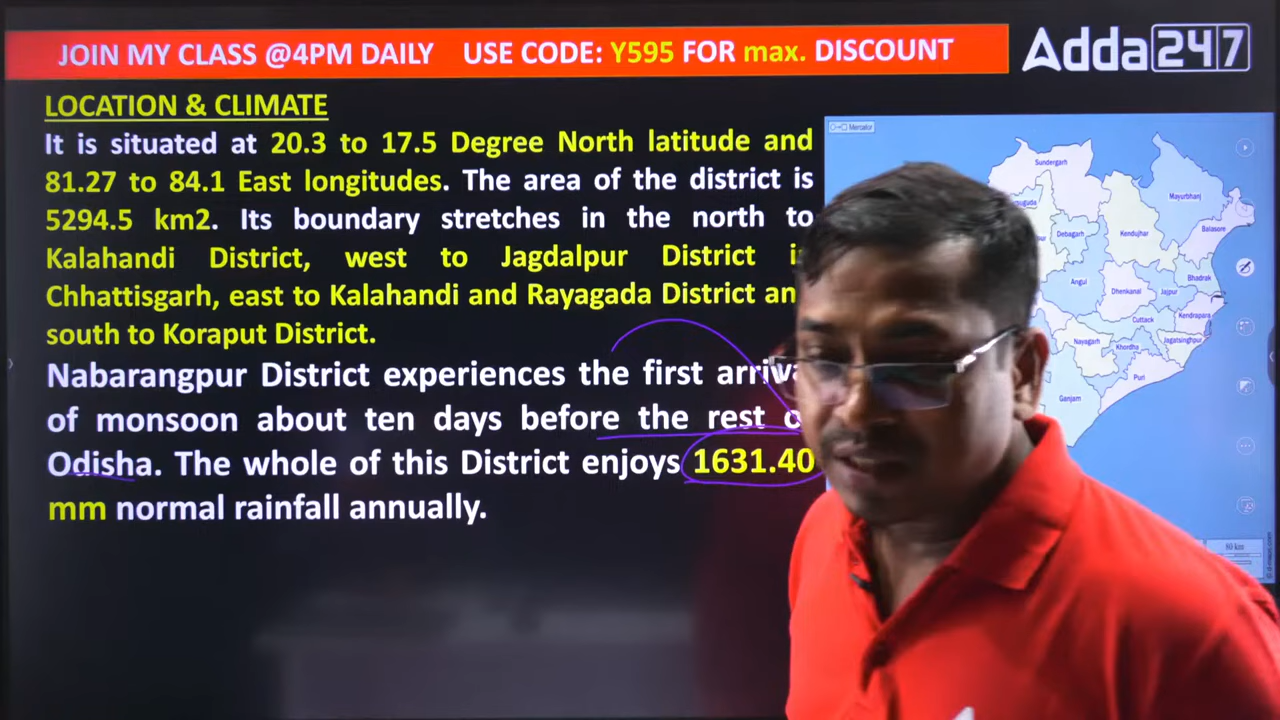 JOIN MY CLASS @4PM DAILY USE CODE: Y595 FOR max. DISCOUNT
Adda247
LOCATION & CLIMATE
It is situated at 20.3 to 17.5 Degree North latitude and
81.27 to 84.1 East longitudes. The area of the district is
5294.5 km2. Its boundary stretches in the north to
Kalahandi District, west to Jagdalpur District
Chhattisgarh, east to Kalahandi and Rayagada District
south to Koraput District.
Nabarangpur District experiences the first
of monsoon about ten days before the rest
Odisha. The whole of this District enjoys 1631.40
mm normal rainfall annually.
Mercator
Sundergarh
Mayurbhanj
Debagarh
Kendujhar
Balasore
Angul
Dhenkanal
Jajpur
Bhadrak
Cuttack
Kendrapara
Nayagarh
Khordha
Jagatsinghpur
Puri
Ganjam
80 km